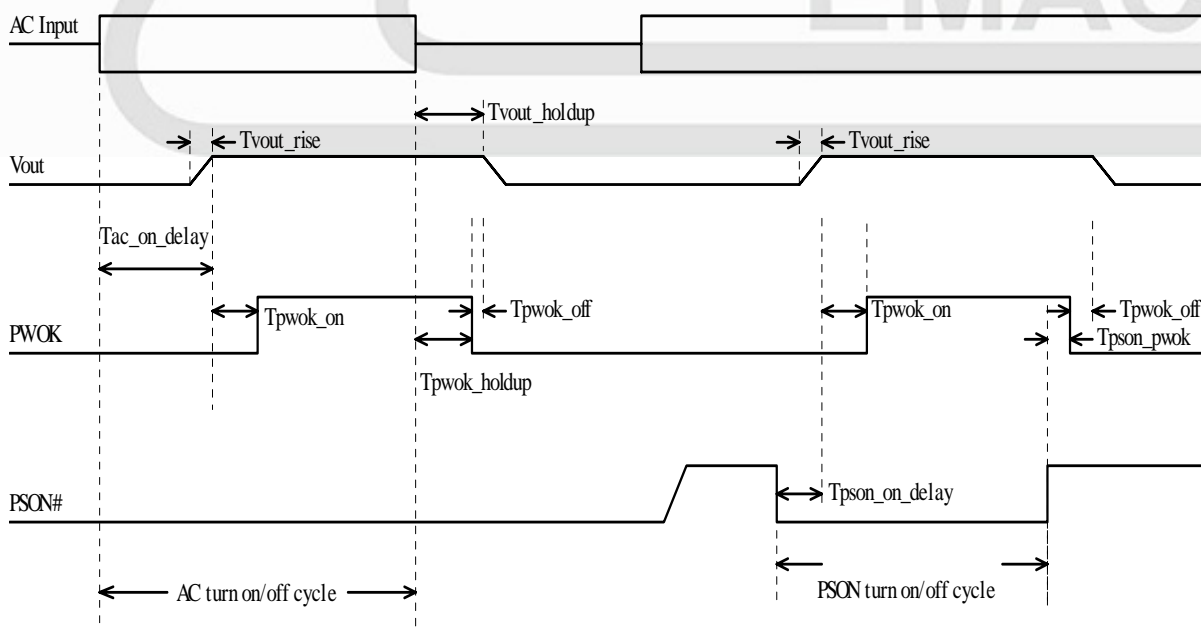 EMAC
AC Input
Tvout_holdup
Tvout_rise
Tvout_rise
Vout
Tac_on_delay
Tpwok_on
Tpwok_off
Tpwok_on
Tpwok_off
PWOK
Tpson_pwok
Tpwok_holdup
PSON#
Tpson_on_delay
AC turn on/off cycle
PSON turn on/off cycle